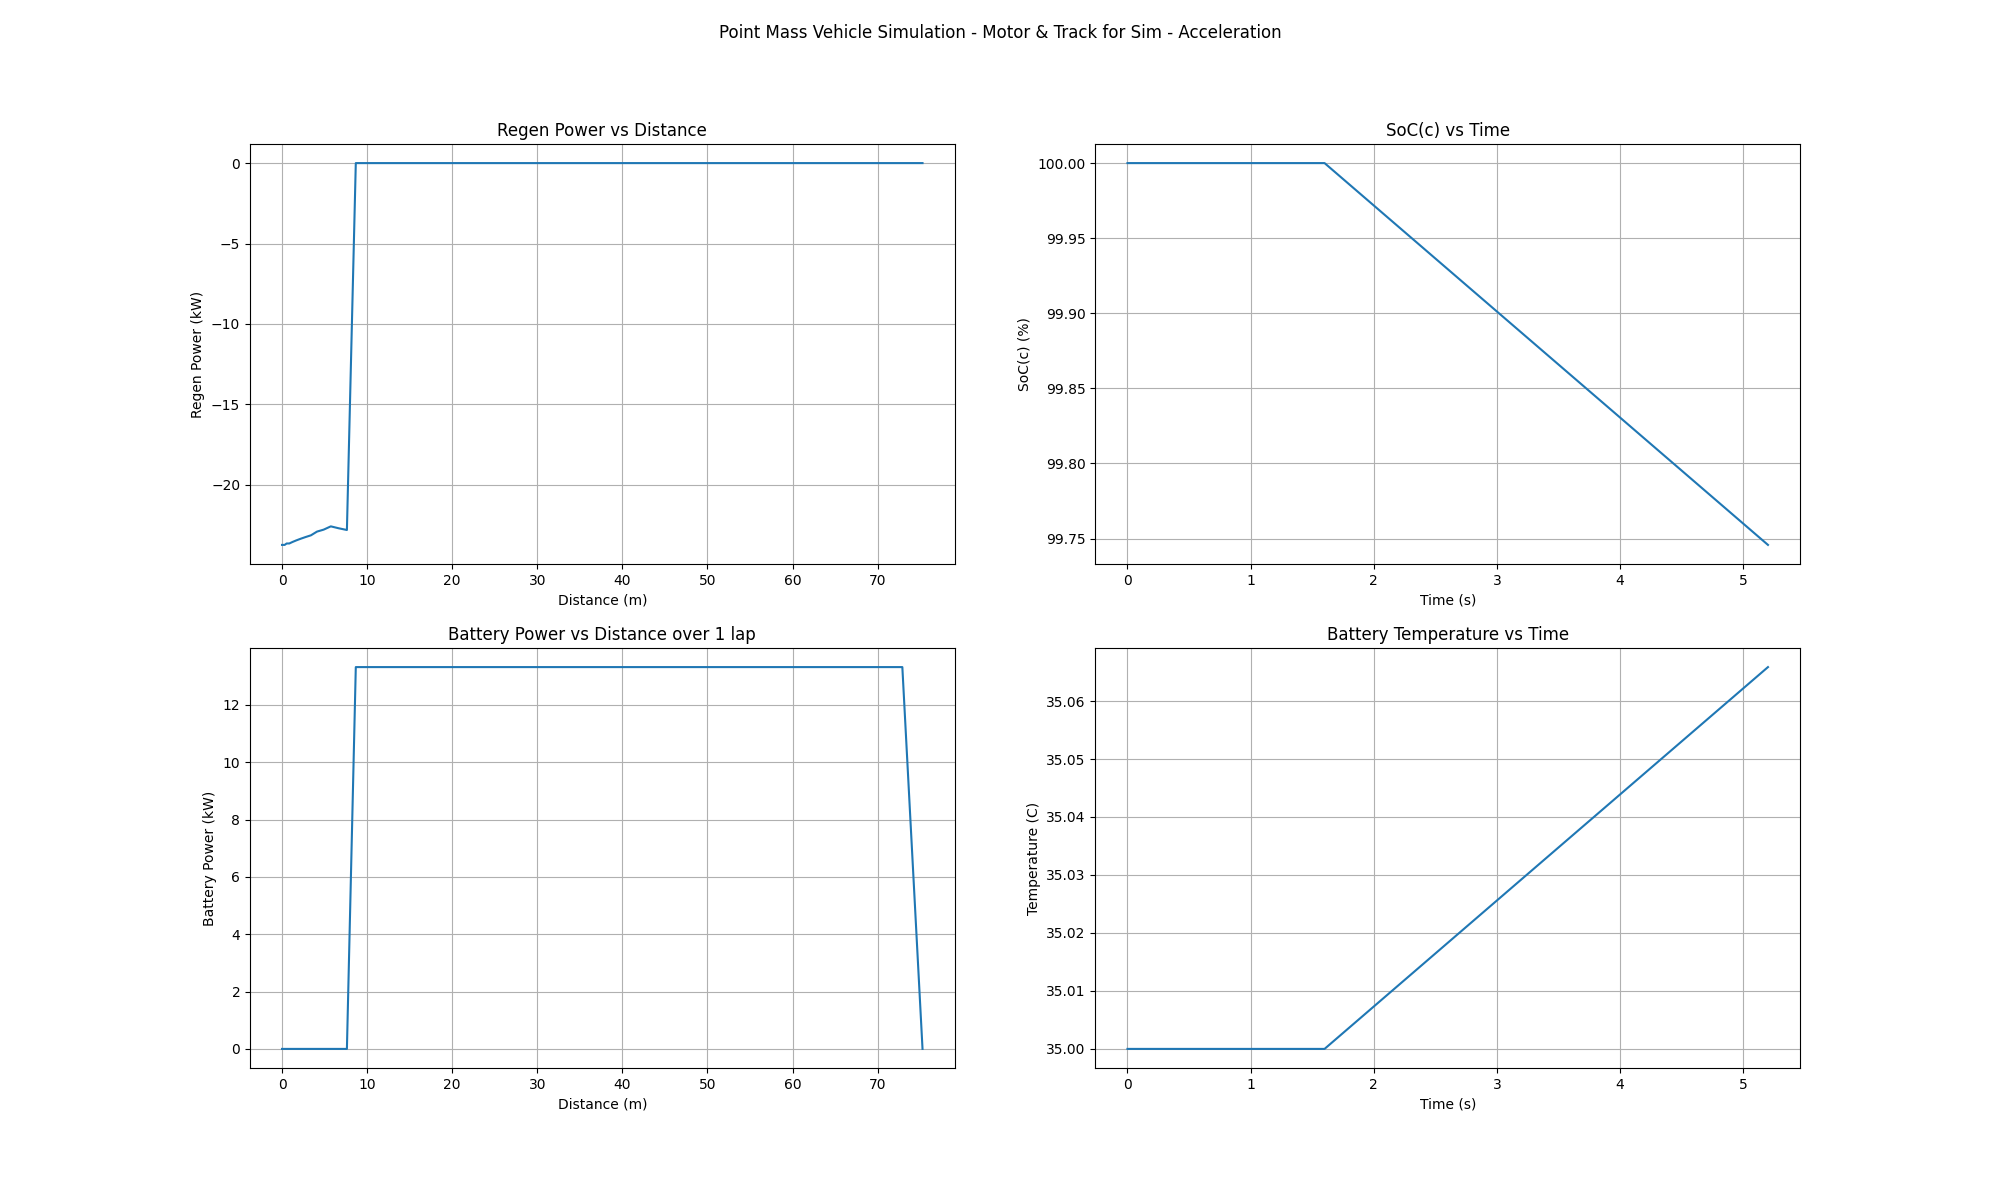 Point Mass Vehicle Simulation - Motor & Track for Sim - Acceleration
Regen Power vs Distance
0
−5
−10
−15
−20
Regen Power (kW)
0 10 20 30 40 50 60 70
Distance (m)
SoC(c) vs Time
100.00
99.95
99.90
99.85
99.80
99.75
SoC(c) (%)
0 1 2 3 4 5
Time (s)
Battery Power vs Distance over 1 lap
12
10
8
6
4
2
0
Battery Power (kW)
0 10 20 30 40 50 60 70
Distance (m)
Battery Temperature vs Time
35.06
35.05
35.04
35.03
35.02
35.01
35.00
Temperature (C)
0 1 2 3 4 5
Time (s)